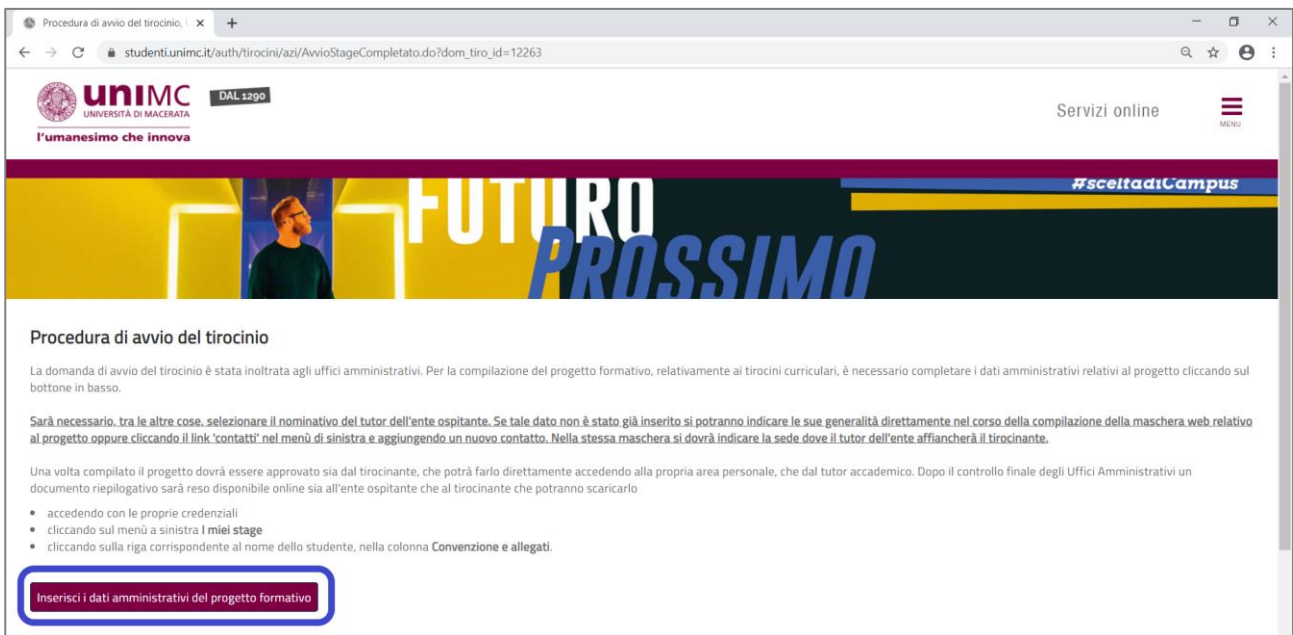 Procedura di avvio del tirocinio, (
studenti.unimc.it/auth/tirocini/azi/AvvioStageCompletato.do?dom_tiro_id=12263
unIMC
UNIVERSITÀ DI MACERATA
l'umanesimo che innova
DAL 1290
Servizi online
MENU
#sceltadiCampus
FUTURO
PROSSIMO
Procedura di avvio del tirocinio
La domanda di avvio del tirocinio è stata inoltrata agli uffici amministrativi. Per la compilazione del progetto formativo, relativamente ai tirocini curriculari, è necessario completare i dati amministrativi relativi al progetto cliccando sul
bottone in basso.
Sarà necessario, tra le altre cose, selezionare il nominativo del tutor dell'ente ospitante. Se tale dato non è stato già inserito si potranno indicare le sue generalità direttamente nel corso della compilazione della maschera web relativo
al progetto oppure cliccando il link 'contatti' nel menù di sinistra e aggiungendo un nuovo contatto. Nella stessa maschera si dovrà indicare la sede dove il tutor dell'ente affiancherà il tirocinante.
Una volta compilato il progetto dovrà essere approvato sia dal tirocinante, che potrà farlo direttamente accedendo alla propria area personale, che dal tutor accademico. Dopo il controllo finale degli Uffici Amministrativi un
documento riepilogativo sarà reso disponibile online sia all'ente ospitante che al tirocinante che potranno scaricarlo
• accedendo con le proprie credenziali
• cliccando sul menù a sinistra I miei stage
• cliccando sulla riga corrispondente al nome dello studente, nella colonna Convenzione e allegati.
Inserisci i dati amministrativi del progetto formativo